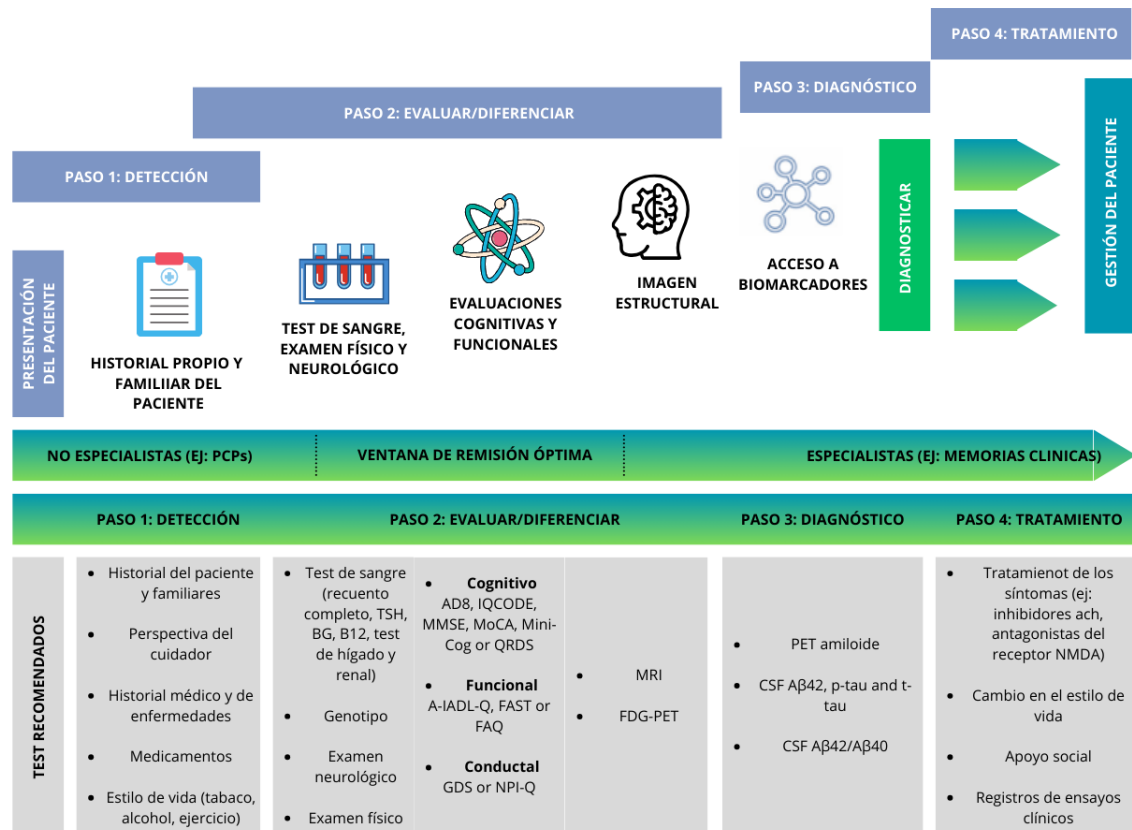 PASO 4: TRATAMIENTO
PASO 3: DIAGNÓSTICO
PASO 2: EVALUAR/DIFERENCIAR
PASO 1: DETECCIÓN
PRESENTACIÓN
DEL PACIENTE
HISTORIAL PROPIO Y
FAMILIIAR DEL
PACIENTE
TEST DE SANGRE,
EXAMEN FÍSICO Y
NEUROLÓGICO
EVALUACIONES
COGNITIVAS Y
FUNCIONALES
IMAGEN
ESTRUCTURAL
ACCESO A
BIOMARCADORES
DIAGNOSTICAR
GESTIÓN DEL PACIENTE
NO ESPECIALISTAS (EJ: PCPs)
VENTANA DE REMISIÓN ÓPTIMA
ESPECIALISTAS (EJ: MEMORIAS CLINICAS)
PASO 1: DETECCIÓN
PASO 2: EVALUAR/DIFERENCIAR
PASO 3: DIAGNÓSTICO
PASO 4: TRATAMIENTO
TEST RECOMENDADOS
• Historial del paciente
y familiares
• Perspectiva del
cuidador
• Historial médico y de
enfermedades
• Medicamentos
• Estilo de vida (tabaco,
alcohol, ejercicio)
• Test de sangre
(recuento
completo, TSH,
BG, B12, test
de hígado y
renal)
• Genotipo
• Examen
neurológico
• Examen físico
• Cognitivo
AD8, IQCODE,
MMSE, MoCA, Mini-
Cog or QRDS
• Funcional
A-IADL-Q, FAST or
FAQ
• Conductal
GDS or NPI-Q
• MRI
• FDG-PET
• PET amiloide
• CSF Aβ42, p-tau and t-
tau
• CSF Aβ42/Aβ40
• Tratamienot de los
síntomas (ej:
inhibidores ach,
antagonistas del
receptor NMDA)
• Cambio en el estilo de
vida
• Apoyo social
• Registros de ensayos
clínicos